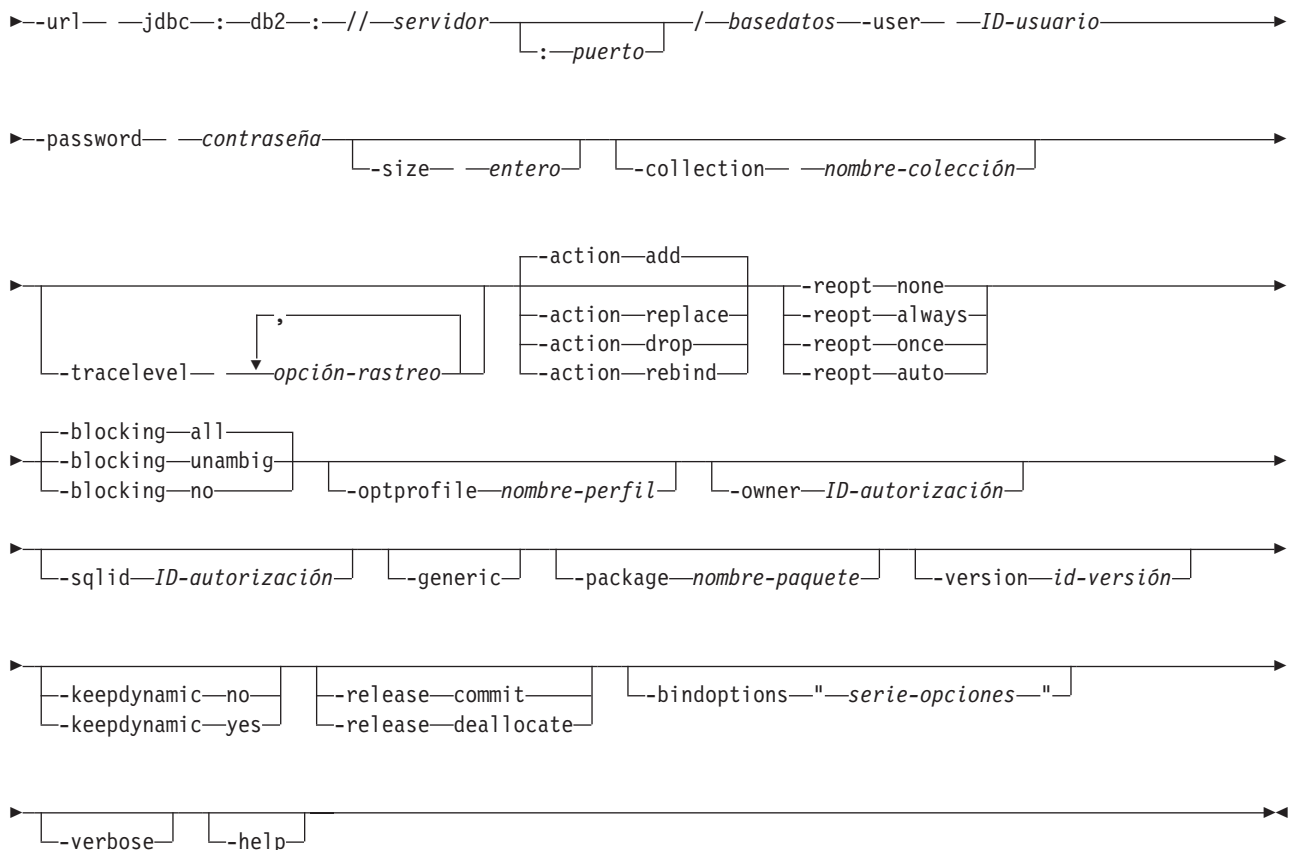 -url jdbc : db2 : // servidor / basedatos -user ID-usuario
: puerto
-password contraseña
-size entero -collection nombre-colección
-action add
-reopt none
, -action replace -reopt always
-action drop -reopt once
-tracelevel opción-rastreo -action rebind -reopt auto
-blocking all
-blocking unambig
-blocking no -optprofile nombre-perfil -owner ID-autorización
-sqlid ID-autorización -generic -package nombre-paquete -version id-versión
-keepdynamic no -release commit -bindoptions " serie-opciones "
-keepdynamic yes -release deallocate
-verbose -help